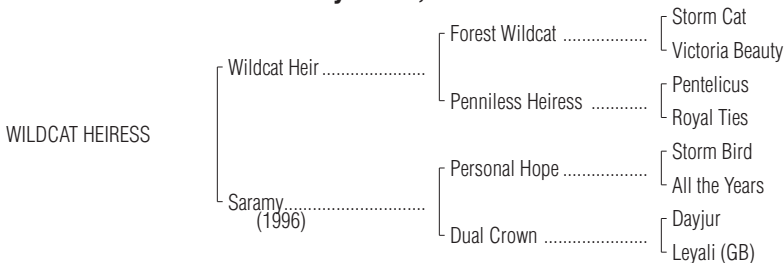 Storm Cat
Forest Wildcat ..................
Victoria Beauty
Wildcat Heir ......................
Pentelicus
Penniless Heiress ............
Royal Ties
WILDCAT HEIRESS
Storm Bird
Personal Hope ..................
All the Years
Saramy..............................
(1996)
Dayjur
Dual Crown ......................
Leyali (GB)